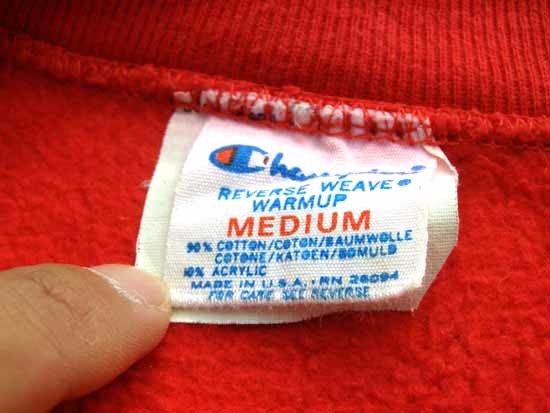 Champion
REVERSE WEAVE®
WARMUP
MEDIUM
90% COTTON/COTON/BAUMWOLLE
COTONE/KATOEN/BOMULD
10% ACRYLIC
MADE IN U.S.A. · RN 26094
FOR CARE SEE REVERSE